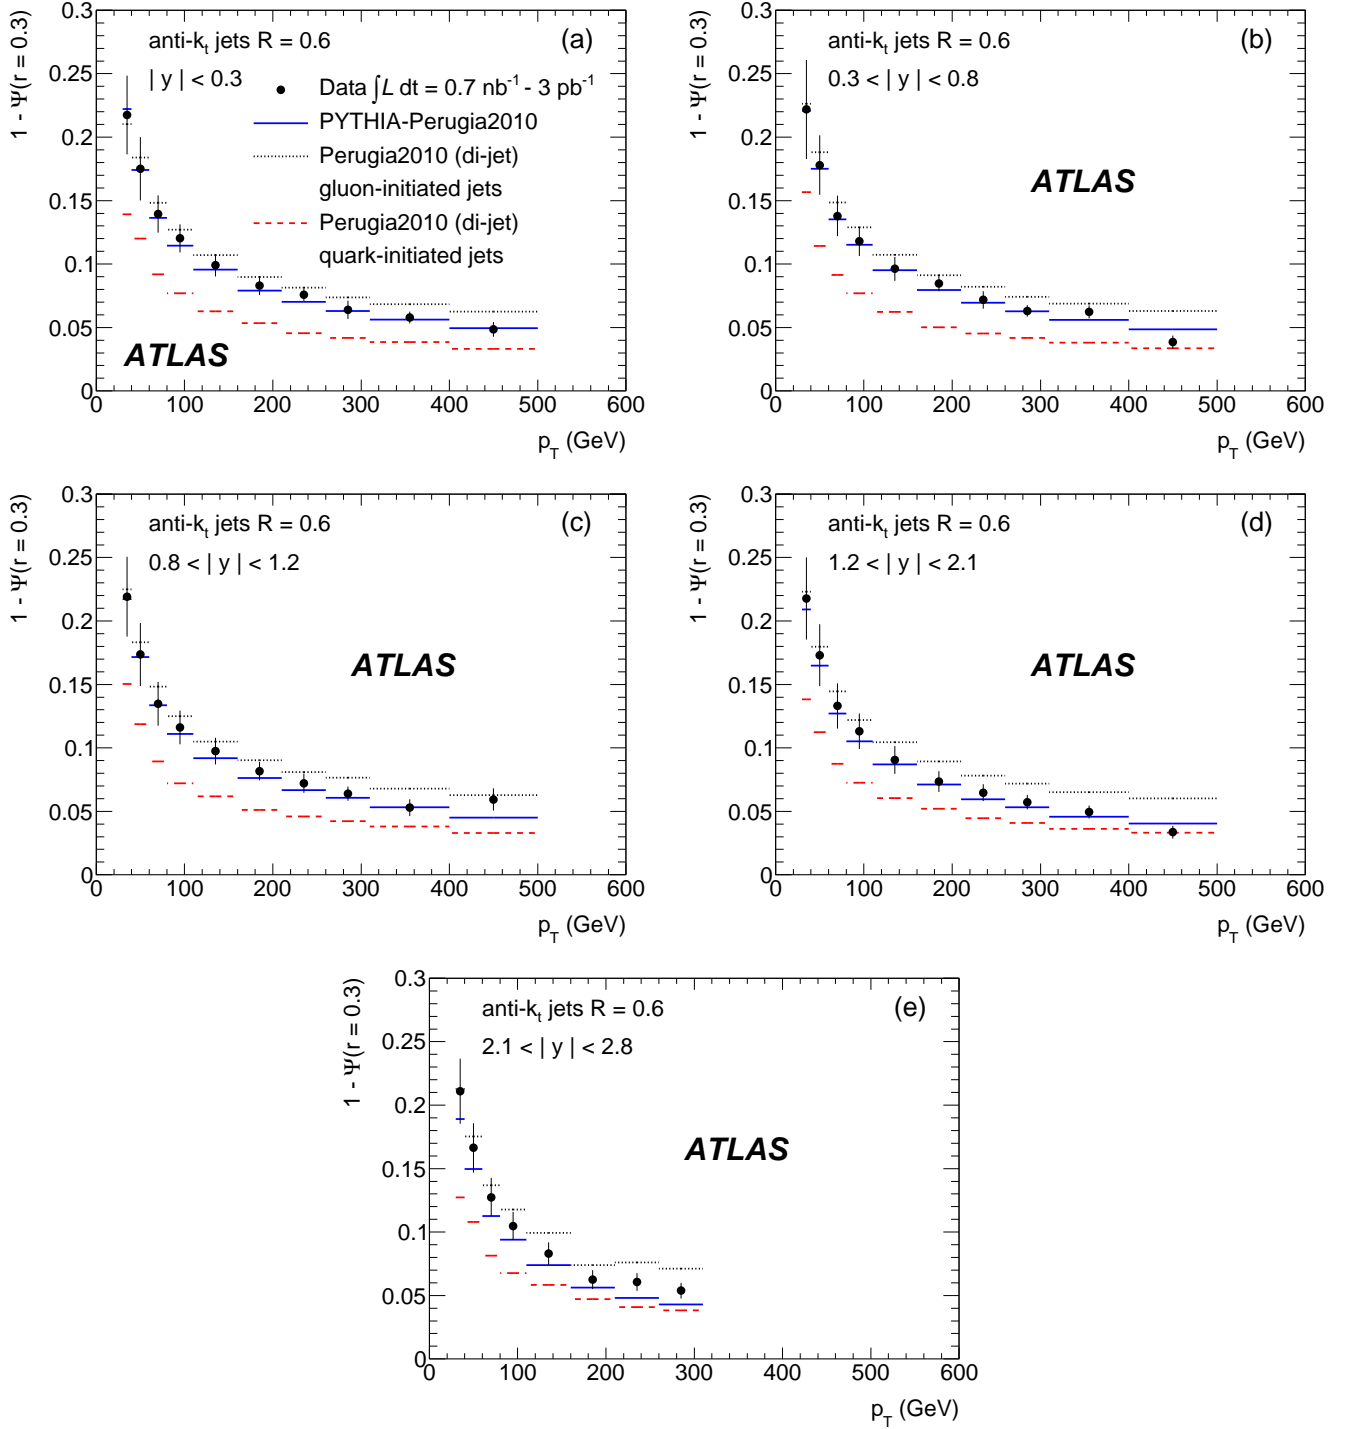 0.3
0.25
0.2
0.15
0.1
0.05
0
1 - Ψ(r = 0.3)
anti-kt jets R = 0.6
(a)
| y | < 0.3
Data ∫L dt = 0.7 nb-1 - 3 pb-1
PYTHIA-Perugia2010
Perugia2010 (di-jet)
gluon-initiated jets
Perugia2010 (di-jet)
quark-initiated jets
ATLAS
0 100 200 300 400 500 600
pT (GeV)
0.3
0.25
0.2
0.15
0.1
0.05
0
1 - Ψ(r = 0.3)
anti-kt jets R = 0.6
(b)
0.3 < | y | < 0.8
ATLAS
0 100 200 300 400 500 600
pT (GeV)
0.3
0.25
0.2
0.15
0.1
0.05
0
1 - Ψ(r = 0.3)
anti-kt jets R = 0.6
(c)
0.8 < | y | < 1.2
ATLAS
0 100 200 300 400 500 600
pT (GeV)
0.3
0.25
0.2
0.15
0.1
0.05
0
1 - Ψ(r = 0.3)
anti-kt jets R = 0.6
(d)
1.2 < | y | < 2.1
ATLAS
0 100 200 300 400 500 600
pT (GeV)
0.3
0.25
0.2
0.15
0.1
0.05
0
1 - Ψ(r = 0.3)
anti-kt jets R = 0.6
(e)
2.1 < | y | < 2.8
ATLAS
0 100 200 300 400 500 600
pT (GeV)